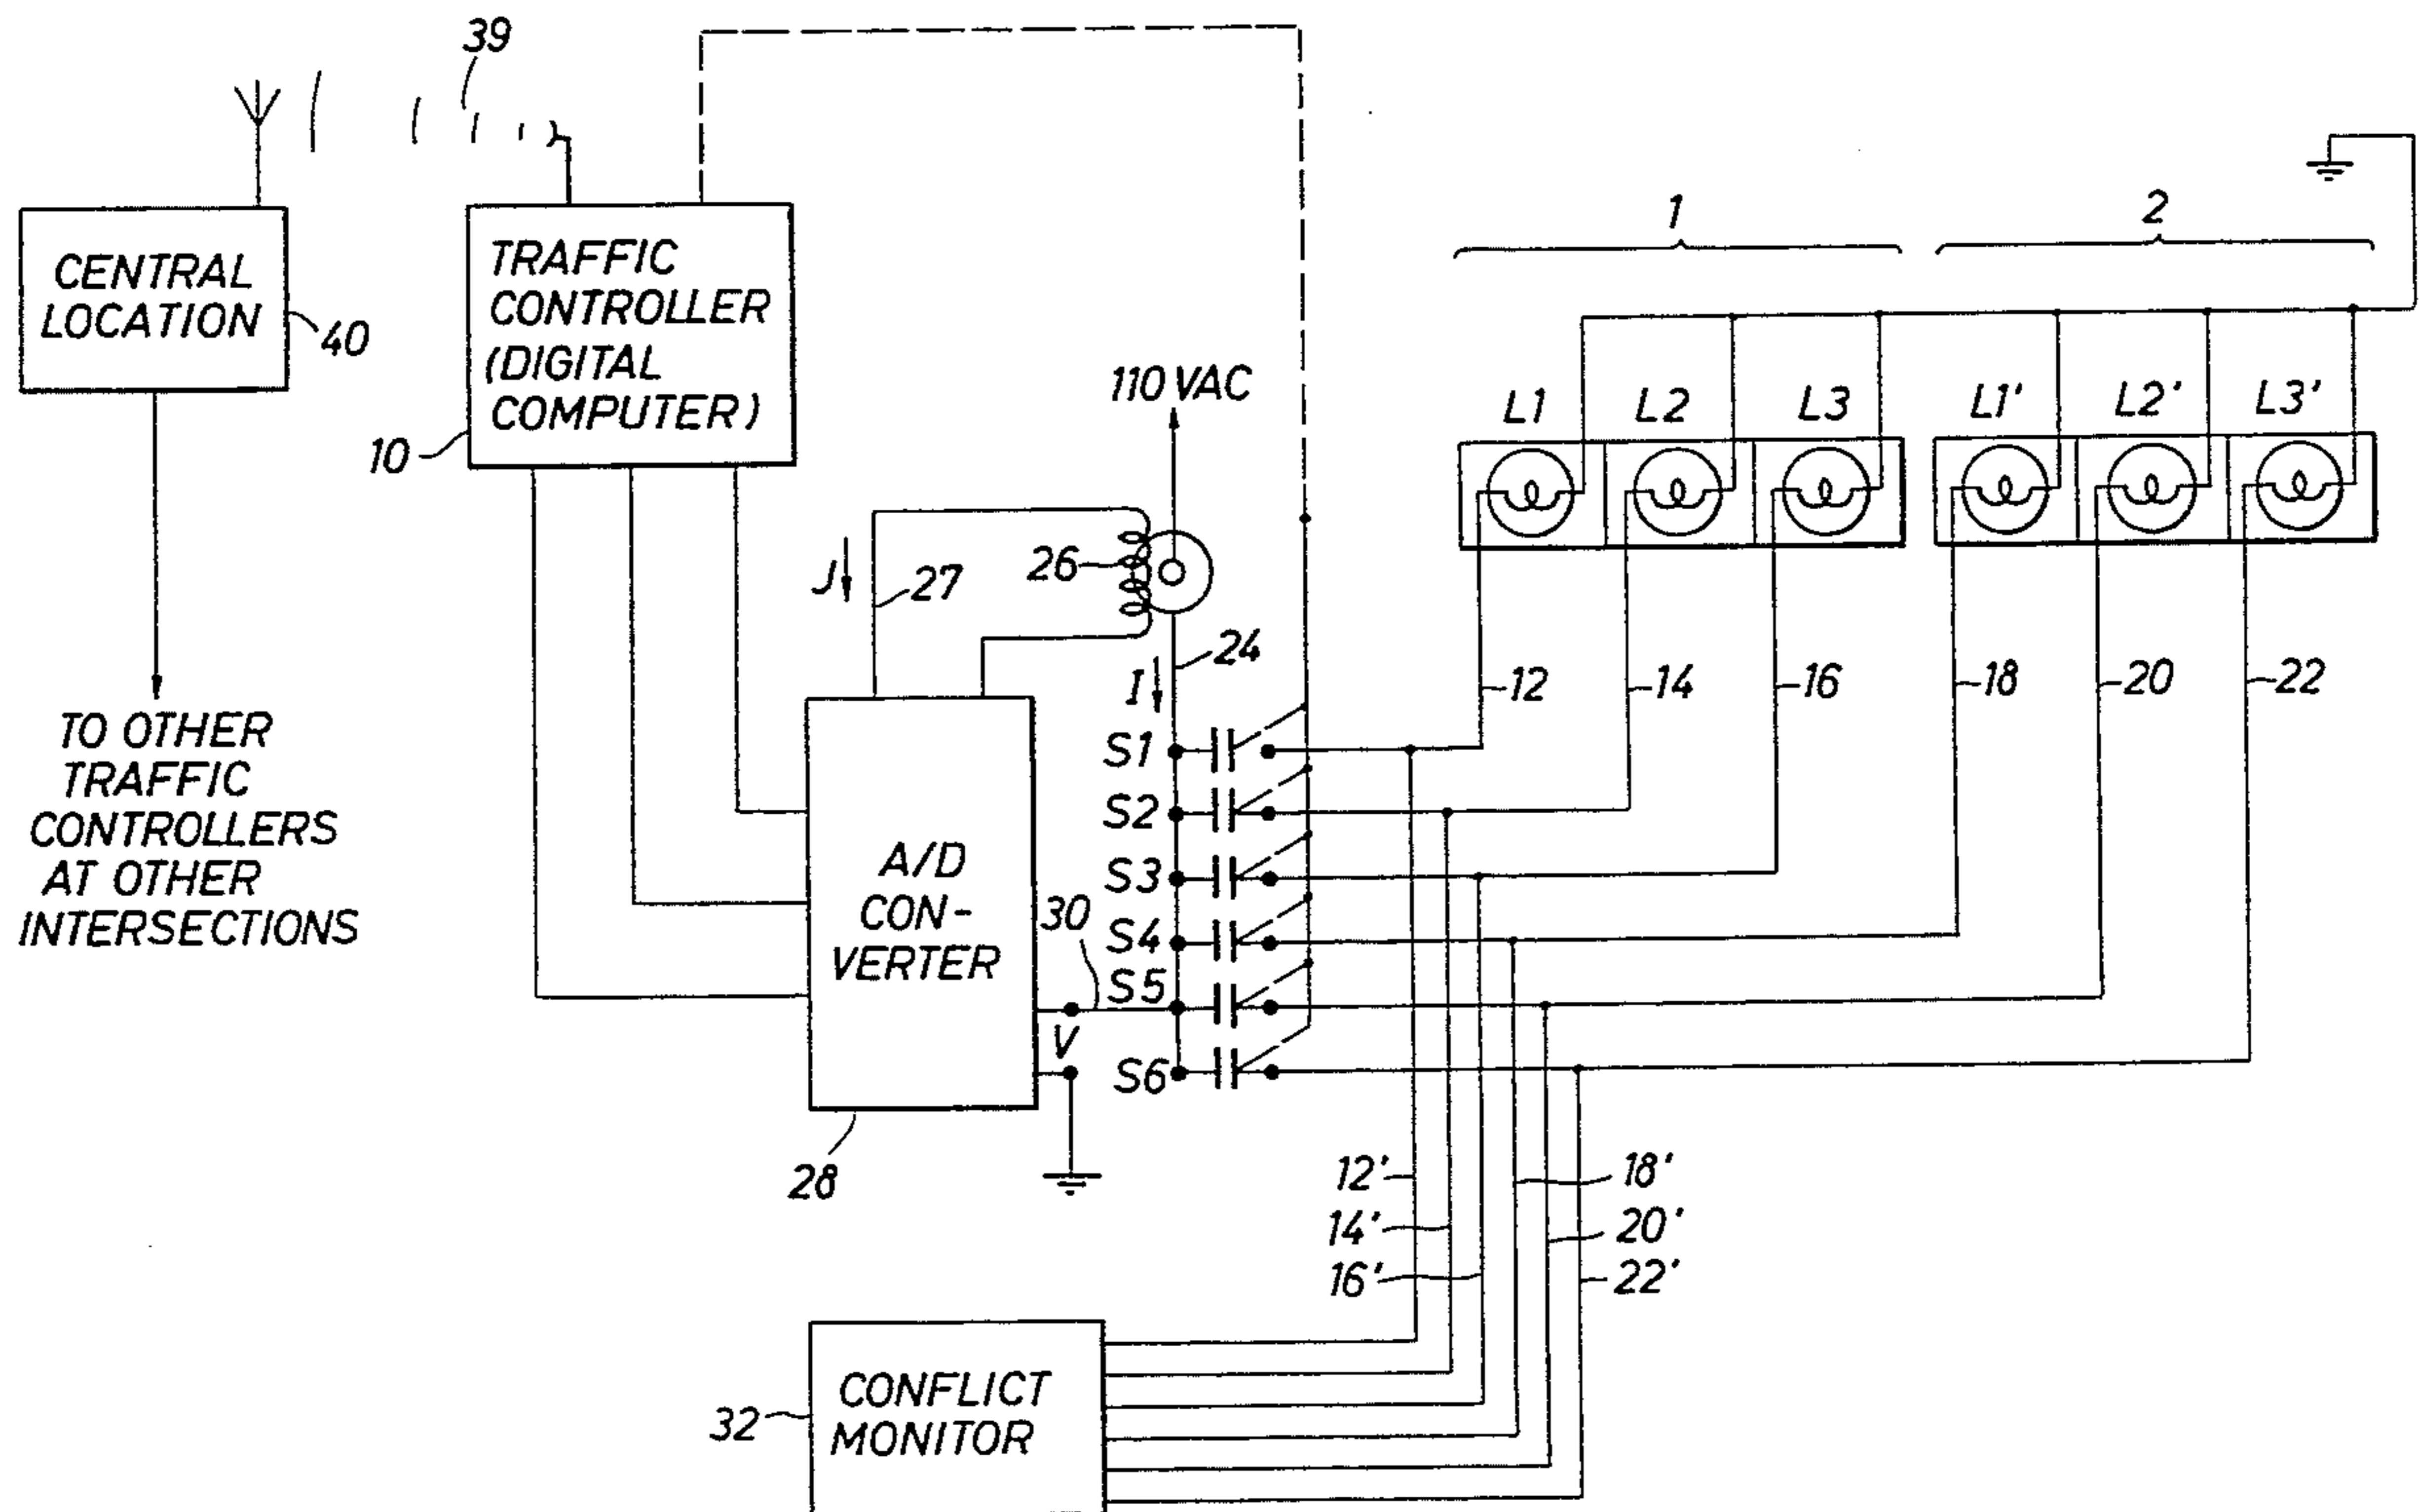 39
CENTRAL
LOCATION
40
TO OTHER
TRAFFIC
CONTROLLERS
AT OTHER
INTERSECTIONS
TRAFFIC
CONTROLLER
(DIGITAL
COMPUTER)
10
110 VAC
1
2
L1
L2
L3
L1'
L2'
L3'
J
27
26
24
I
12
14
16
18
20
22
S1
S2
S3
S4
S5
S6
A/D
CON-
VERTER
30
V
28
12'
14'
16'
18'
20'
22'
CONFLICT
MONITOR
32